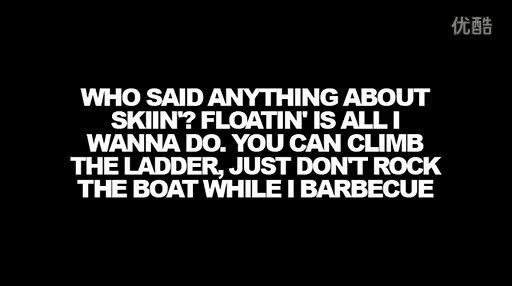 优酷
WHO SAID ANYTHING ABOUT
SKIIN'? FLOATIN' IS ALL I
WANNA DO. YOU CAN CLIMB
THE LADDER, JUST DON'T ROCK
THE BOAT WHILE I BARBECUE